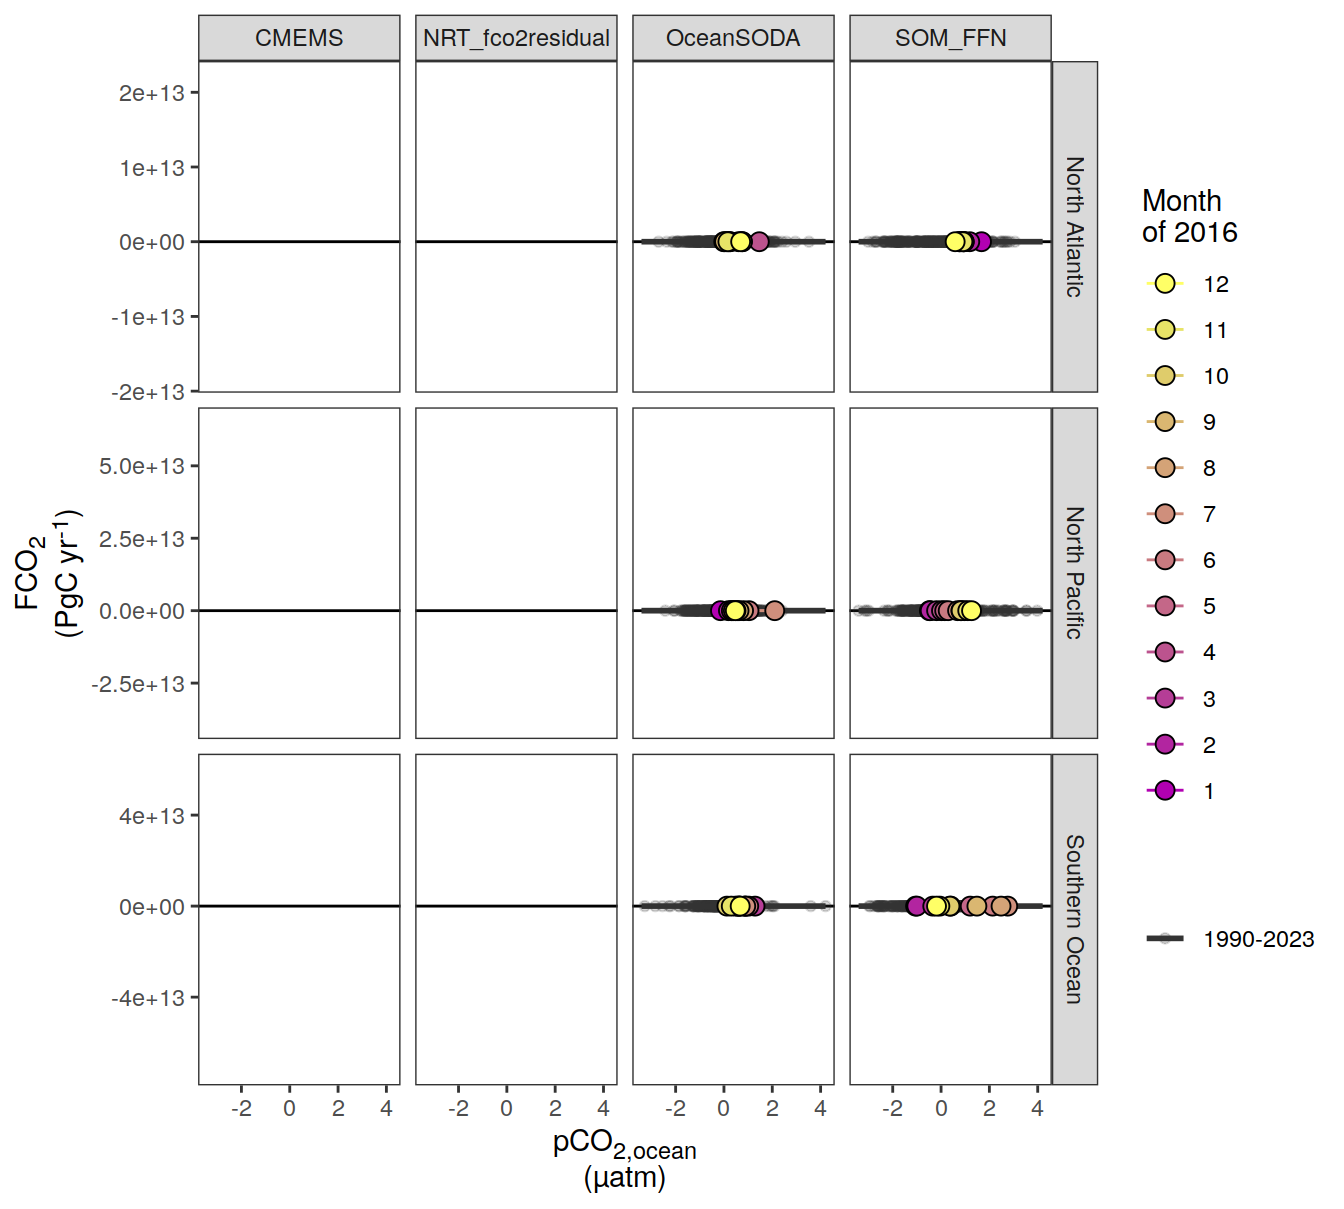 CMEMS NRT_fco2residual OceanSODA SOM_FFN
2e+13
1e+13
0e+00
-1e+13
-2e+13
North Atlantic
5.0e+13
2.5e+13
0.0e+00
-2.5e+13
North Pacific
4e+13
0e+00
-4e+13
Southern Ocean
-2 0 2 4 -2 0 2 4 -2 0 2 4 -2 0 2 4
FCO₂
(PgC yr⁻¹)
pCO₂,ocean
(µatm)
Month
of 2016
12
11
10
9
8
7
6
5
4
3
2
1
1990-2023